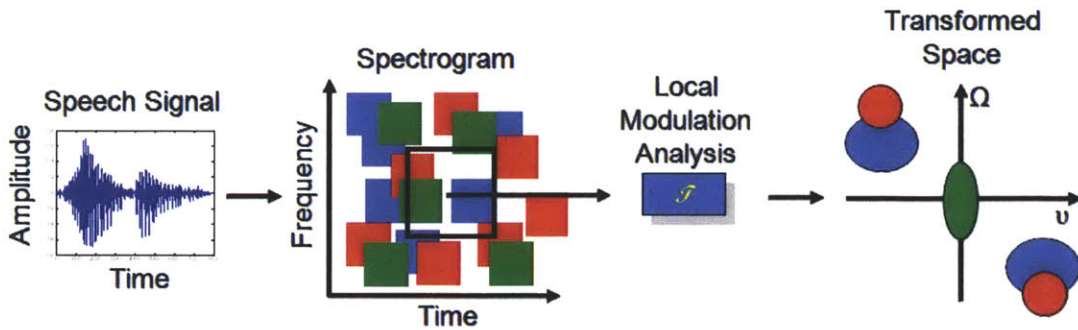 Speech Signal
Amplitude
Time
Spectrogram
Frequency
Time
Local
Modulation
Analysis
𝒯
Transformed
Space
Ω
υ